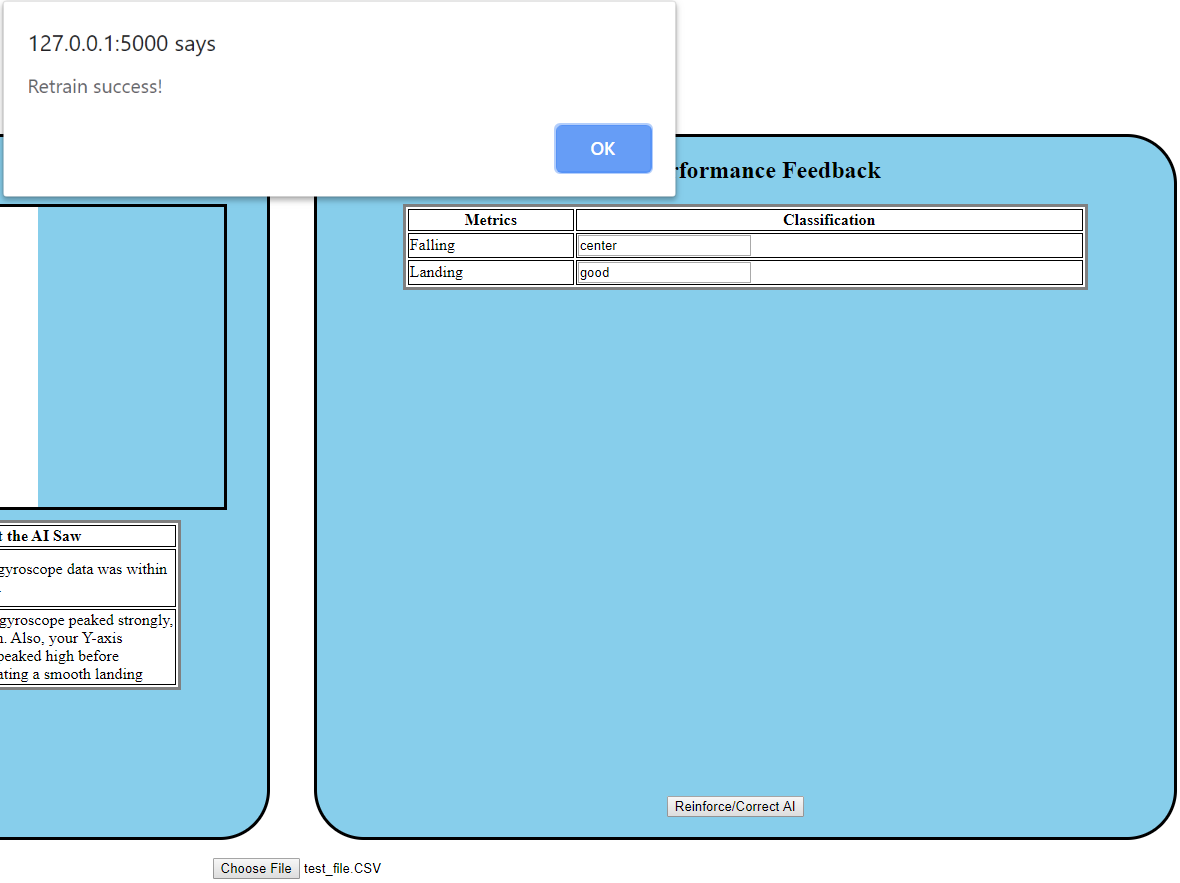 127.0.0.1:5000 says
Retrain success!
OK
Feedback
Metrics Classification
Falling center
Landing good
the AI Saw
gyroscope data was within
gyroscope peaked strongly,
Also, your Y-axis
peaked high before
a smooth landing
Reinforce/Correct AI
Choose File test_file.CSV